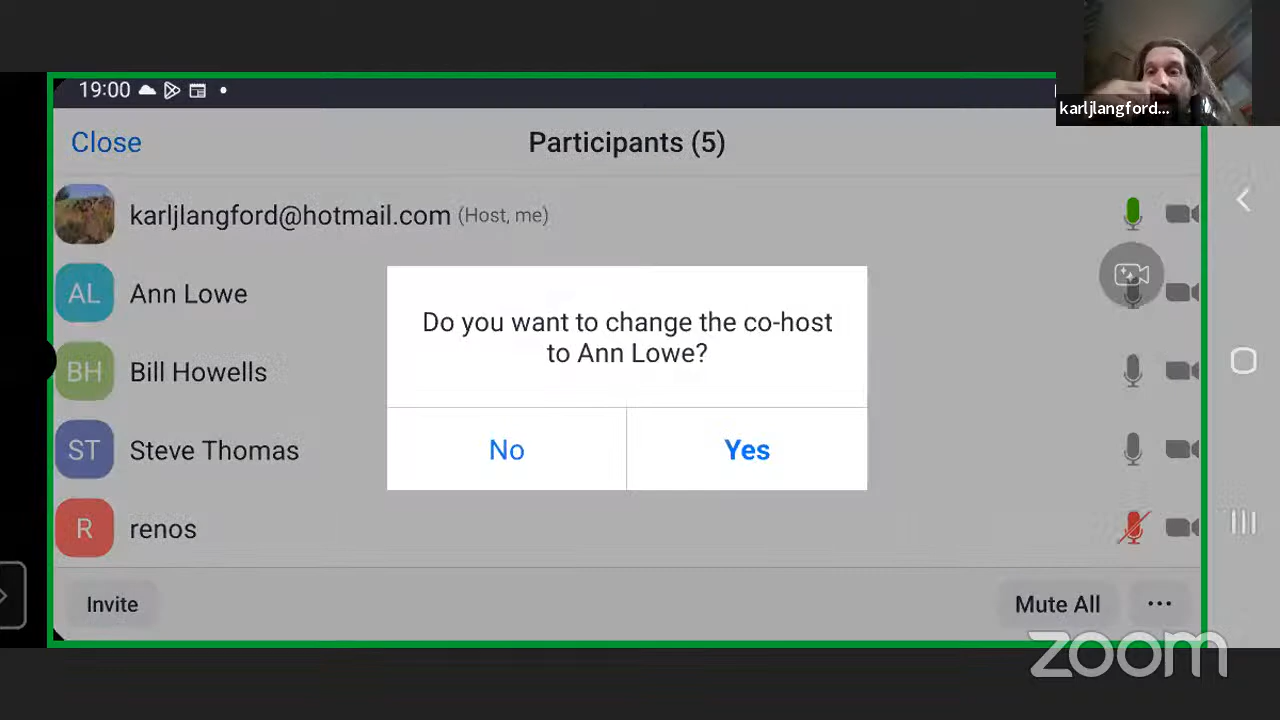 19:00
karljlangford...
Close
Participants (5)
karljlangford@hotmail.com (Host, me)
AL Ann Lowe
BH Bill Howells
ST Steve Thomas
R renos
Do you want to change the co-host
to Ann Lowe?
No
Yes
Invite
Mute All
...
zoom